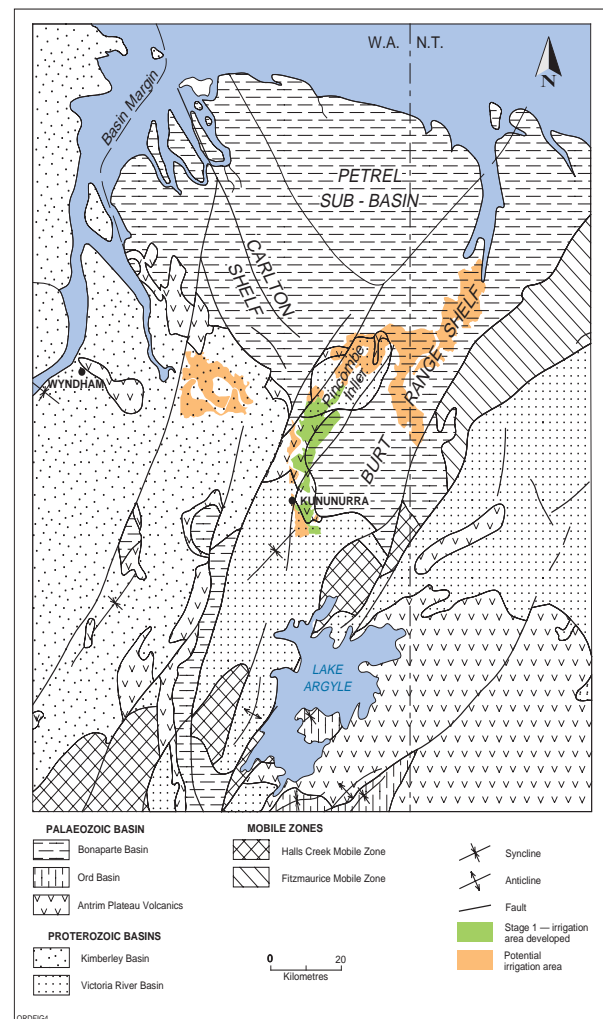 W.A. N.T.
N
Basin Margin
PETREL
SUB - BASIN
CARLTON
SHELF
WYNDHAM
Pincombe
Inlier
BURT RANGE SHELF
KUNUNURRA
LAKE
ARGYLE
PALAEOZOIC BASIN
Bonaparte Basin
Ord Basin
Antrim Plateau Volcanics
PROTEROZOIC BASINS
Kimberley Basin
Victoria River Basin
MOBILE ZONES
Halls Creek Mobile Zone
Fitzmaurice Mobile Zone
0 20
Kilometres
Syncline
Anticline
Fault
Stage 1 — irrigation
area developed
Potential
irrigation area
ORDFIG4